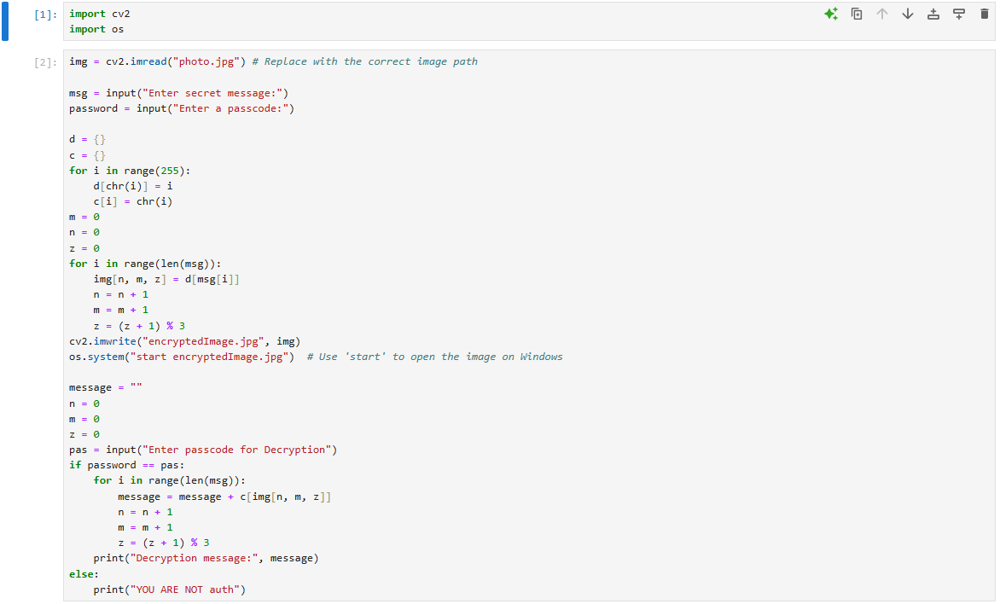 [1]: import cv2
import os
[2]: img = cv2.imread("photo.jpg") # Replace with the correct image path
msg = input("Enter secret message:")
password = input("Enter a passcode:")
d = {}
c = {}
for i in range(255):
    d[chr(i)] = i
    c[i] = chr(i)
m = 0
n = 0
z = 0
for i in range(len(msg)):
    img[n, m, z] = d[msg[i]]
    n = n + 1
    m = m + 1
    z = (z + 1) % 3
cv2.imwrite("encryptedImage.jpg", img)
os.system("start encryptedImage.jpg")  # Use 'start' to open the image on Windows
message = ""
n = 0
m = 0
z = 0
pas = input("Enter passcode for Decryption")
if password == pas:
    for i in range(len(msg)):
        message = message + c[img[n, m, z]]
        n = n + 1
        m = m + 1
        z = (z + 1) % 3
    print("Decryption message:", message)
else:
    print("YOU ARE NOT auth")